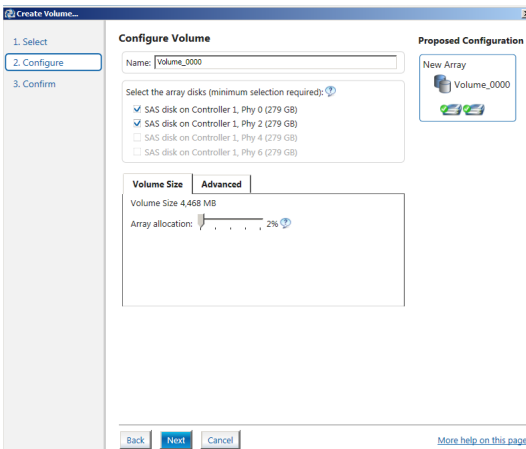 Create Volume...
1. Select
2. Configure
3. Confirm
Configure Volume
Name: Volume_0000
Select the array disks (minimum selection required):
SAS disk on Controller 1, Phy 0 (279 GB)
SAS disk on Controller 1, Phy 2 (279 GB)
SAS disk on Controller 1, Phy 4 (279 GB)
SAS disk on Controller 1, Phy 6 (279 GB)
Volume Size Advanced
Volume Size 4,468 MB
Array allocation: 2%
Proposed Configuration
New Array
Volume_0000
Back Next Cancel
More help on this page